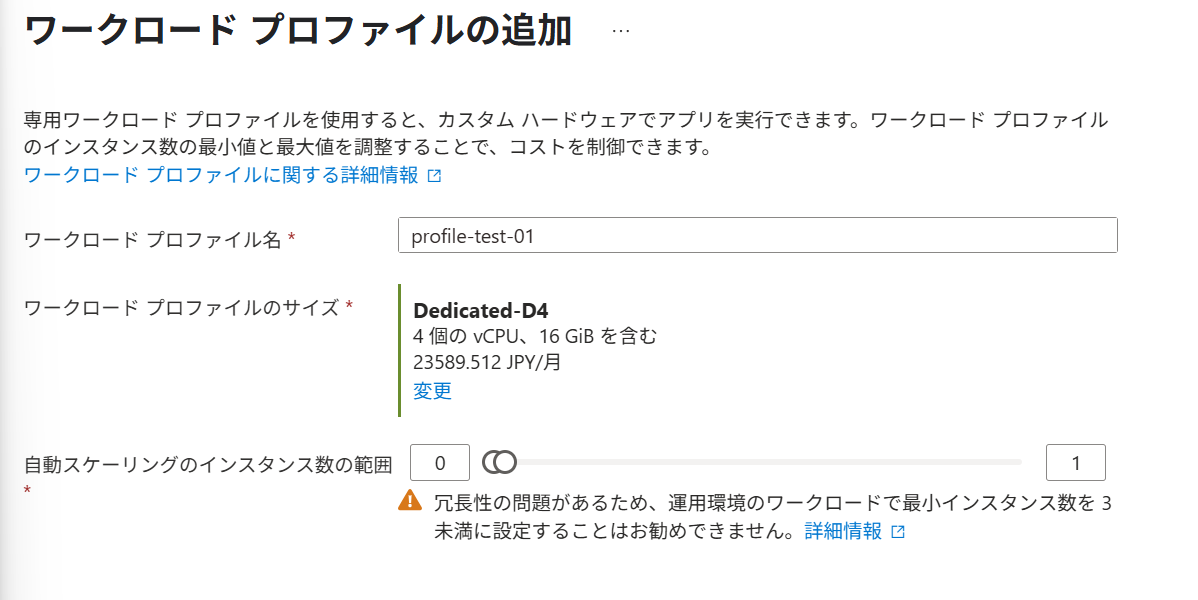 ワークロード プロファイルの追加 …
専用ワークロード プロファイルを使用すると、カスタム ハードウェアでアプリを実行できます。ワークロード プロファイル
のインスタンス数の最小値と最大値を調整することで、コストを制御できます。
ワークロード プロファイルに関する詳細情報
ワークロード プロファイル名 *
profile-test-01
ワークロード プロファイルのサイズ *
Dedicated-D4
4 個の vCPU、16 GiB を含む
23589.512 JPY/月
変更
自動スケーリングのインスタンス数の範囲
*
0
1
冗長性の問題があるため、運用環境のワークロードで最小インスタンス数を 3
未満に設定することはお勧めできません。詳細情報